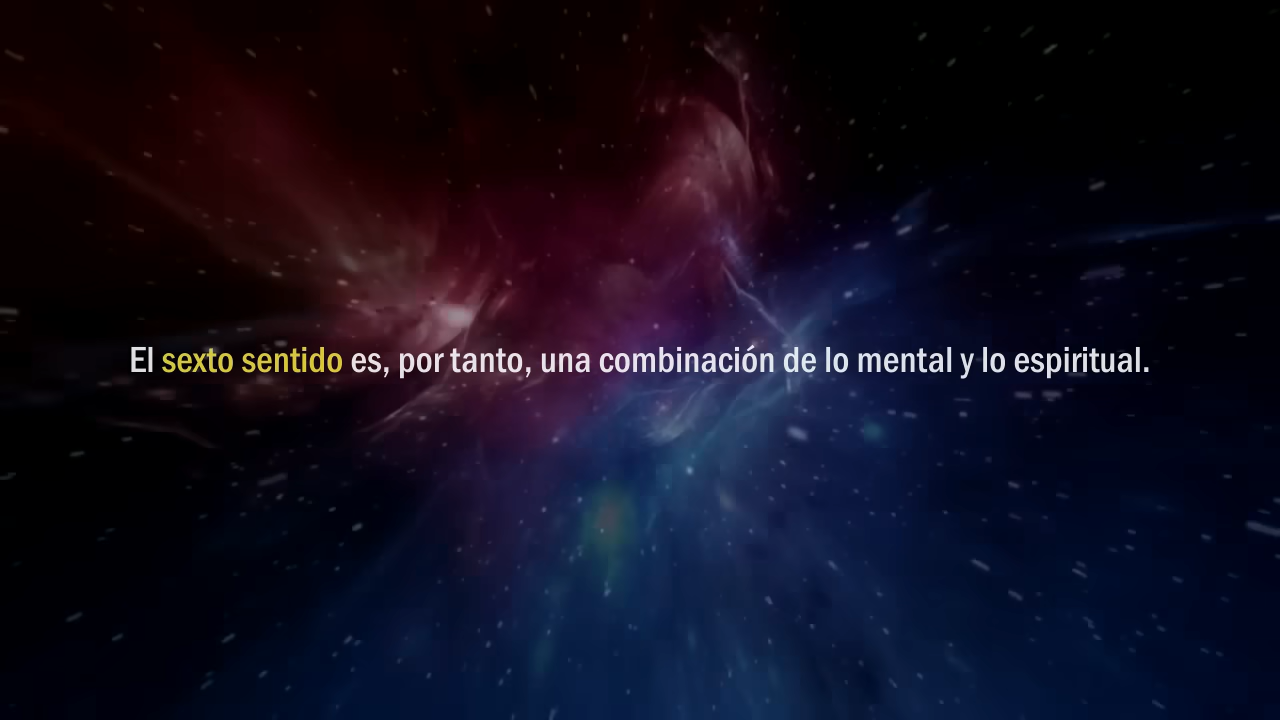 El sexto sentido es, por tanto, una combinación de lo mental y lo espiritual.